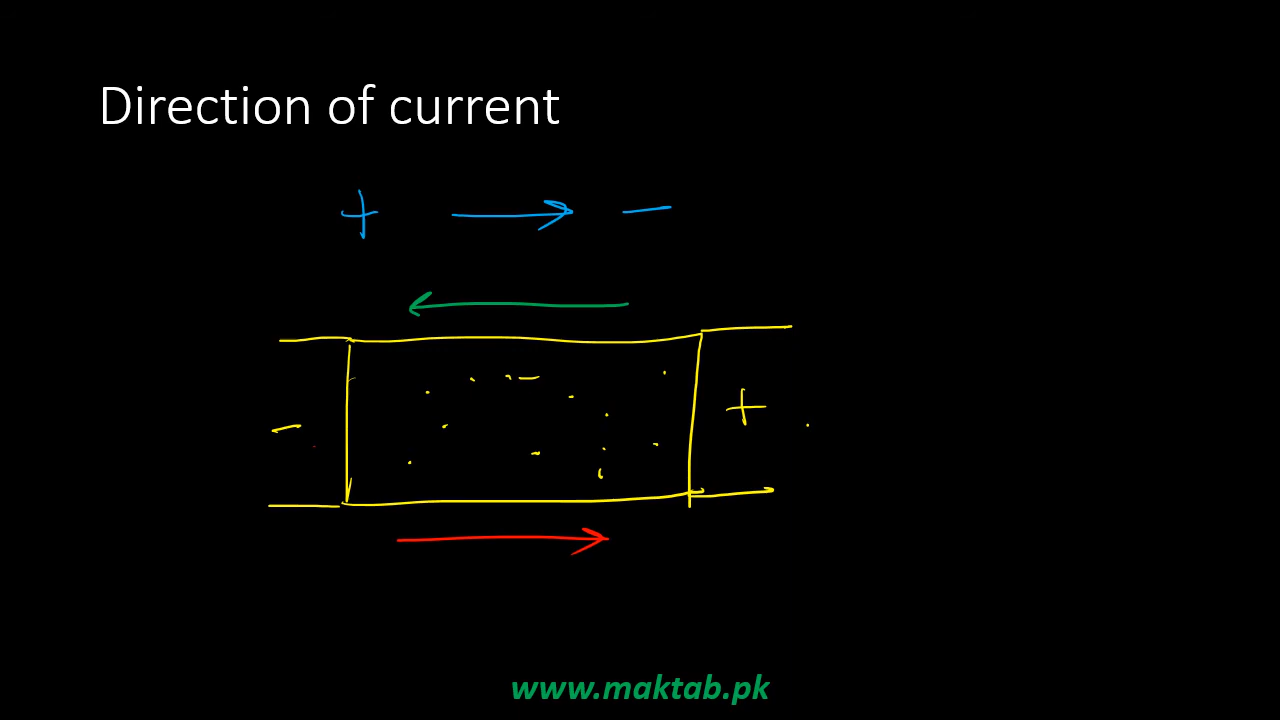 Direction of current
+ → -
←
- +
→
www.maktab.pk